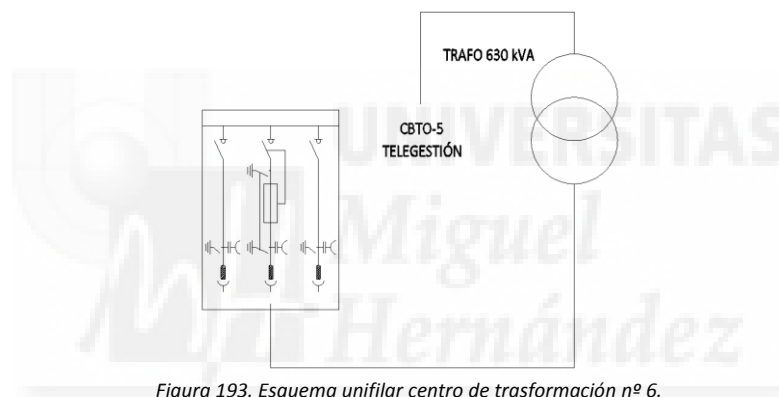 TRAFO 630 kVA
CBTO-5
TELEGESTIÓN
UNIVERSITAS
Miguel
Hernández
Figura 193. Esquema unifilar centro de trasformación nº 6.